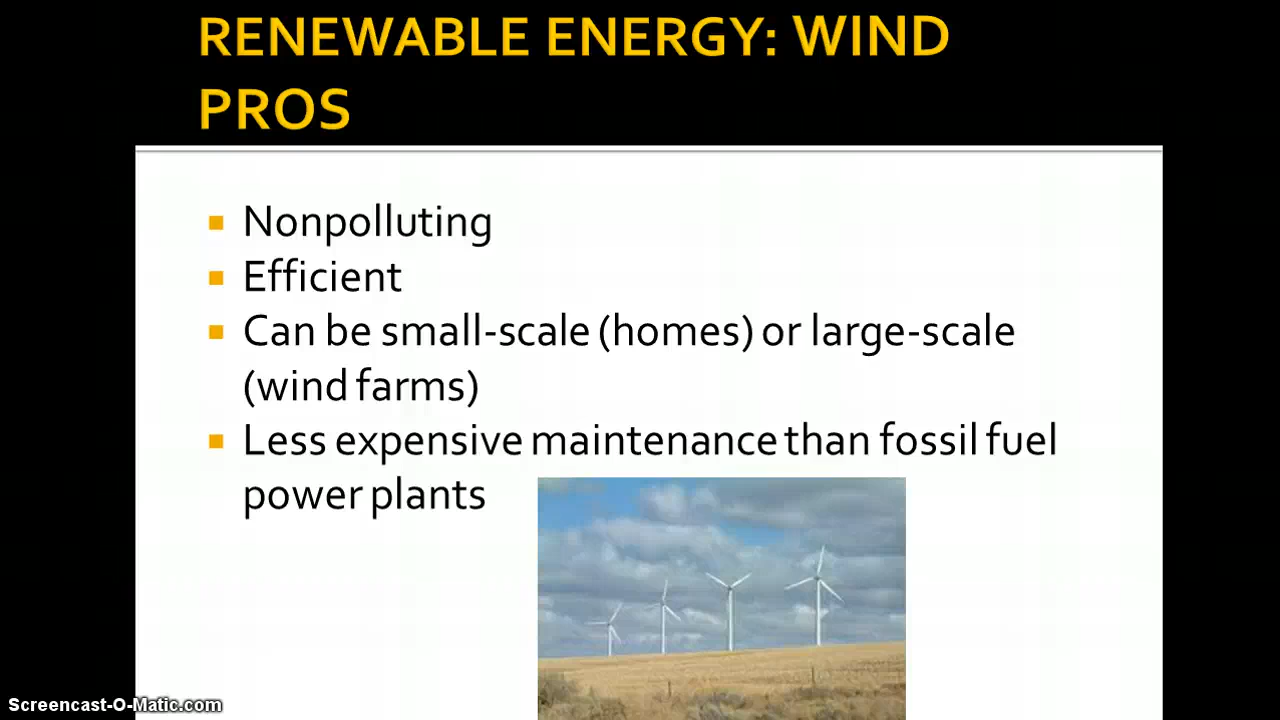 RENEWABLE ENERGY: WIND
PROS
Nonpolluting
Efficient
Can be small-scale (homes) or large-scale
(wind farms)
Less expensive maintenance than fossil fuel
power plants
Screencast-O-Matic.com